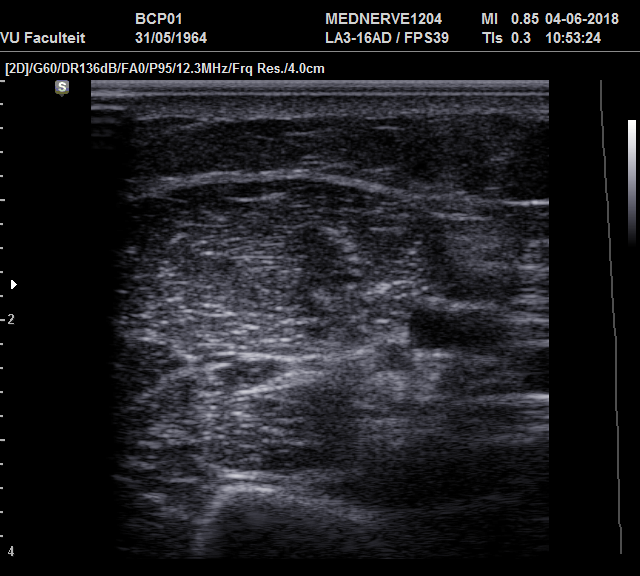 BCP01 MEDNERVE1204 MI 0.85 04-06-2018
VU Faculteit 31/05/1964 LA3-16AD / FPS39 TIs 0.3 10:53:24
[2D]/G60/DR136dB/FA0/P95/12.3MHz/Frq Res./4.0cm
S
2
4